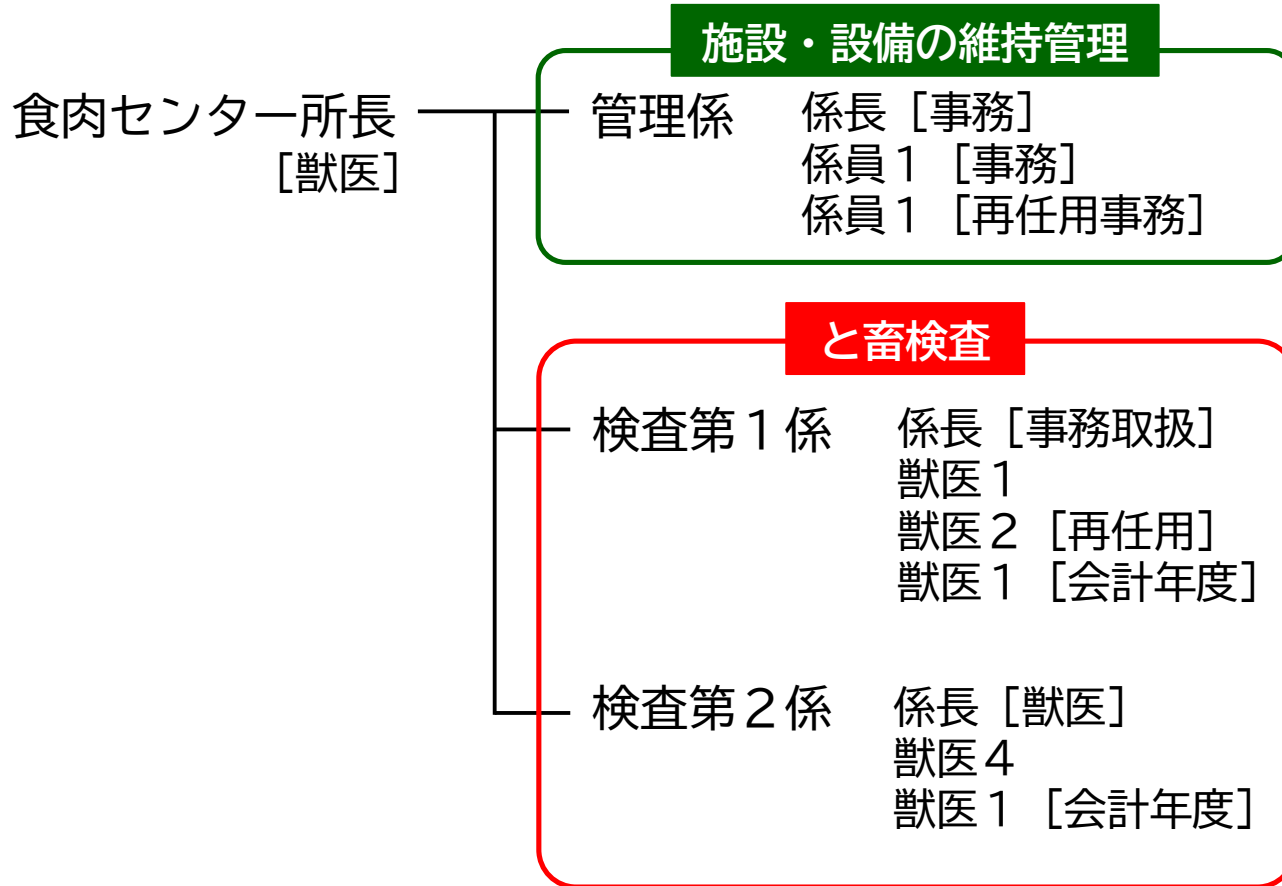 施設・設備の維持管理
食肉センター所長
［獣医］
管理係
係長［事務］
係員１［事務］
係員１［再任用事務］
と畜検査
検査第１係
係長［事務取扱］
獣医１
獣医２［再任用］
獣医１［会計年度］
検査第２係
係長［獣医］
獣医４
獣医１［会計年度］